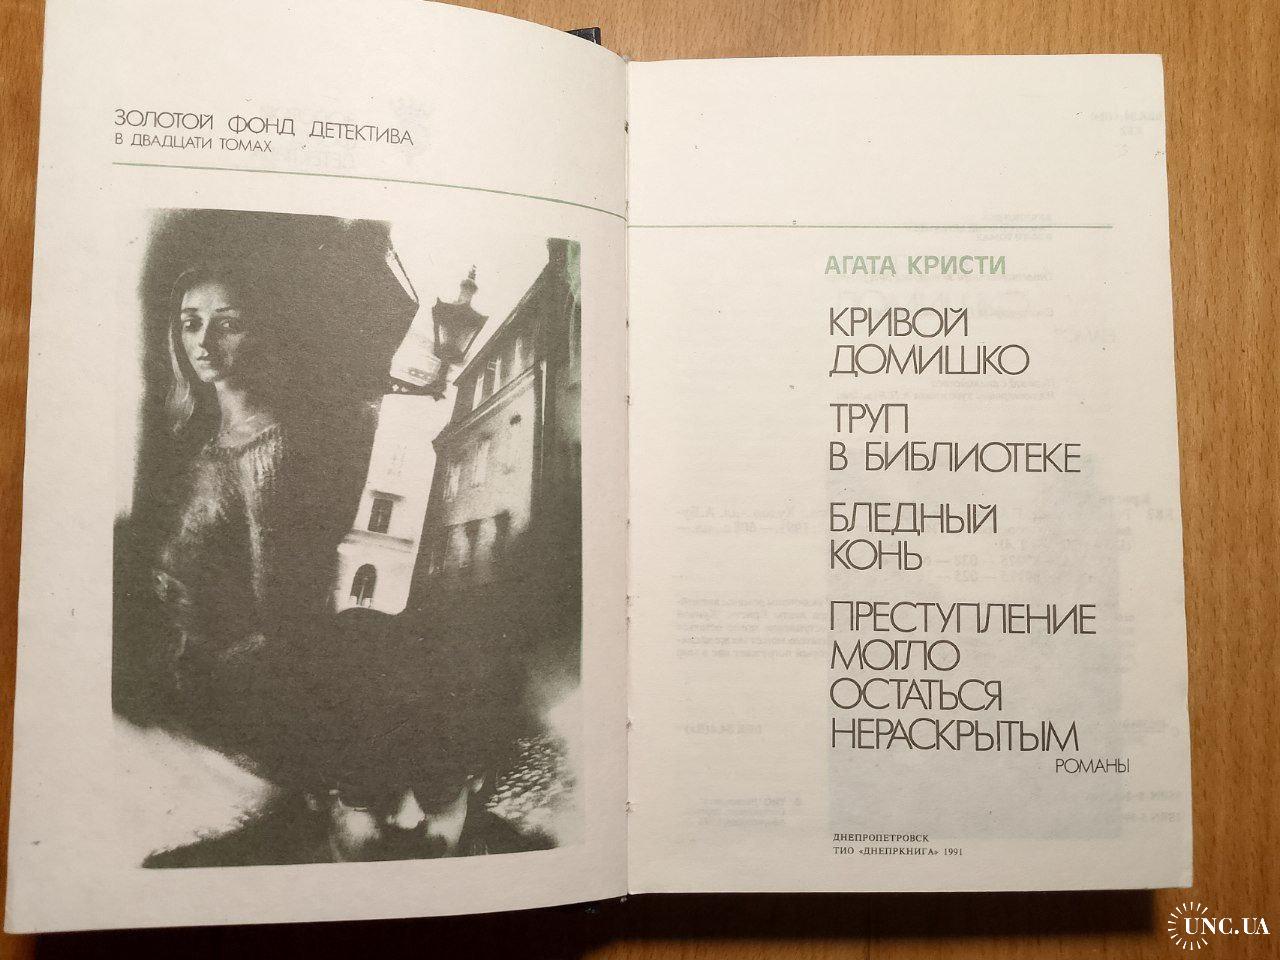 ЗОЛОТОЙ ФОНД ДЕТЕКТИВА
В ДВАДЦАТИ ТОМАХ
АГАТА КРИСТИ
КРИВОЙ
ДОМИШКО
ТРУП
В БИБЛИОТЕКЕ
БЛЕДНЫЙ
КОНЬ
ПРЕСТУПЛЕНИЕ
МОГЛО
ОСТАТЬСЯ
НЕРАСКРЫТЫМ
РОМАНЫ
ДНЕПРОПЕТРОВСК
ТИО «ДНЕПРКНИГА» 1991
UNC.UA